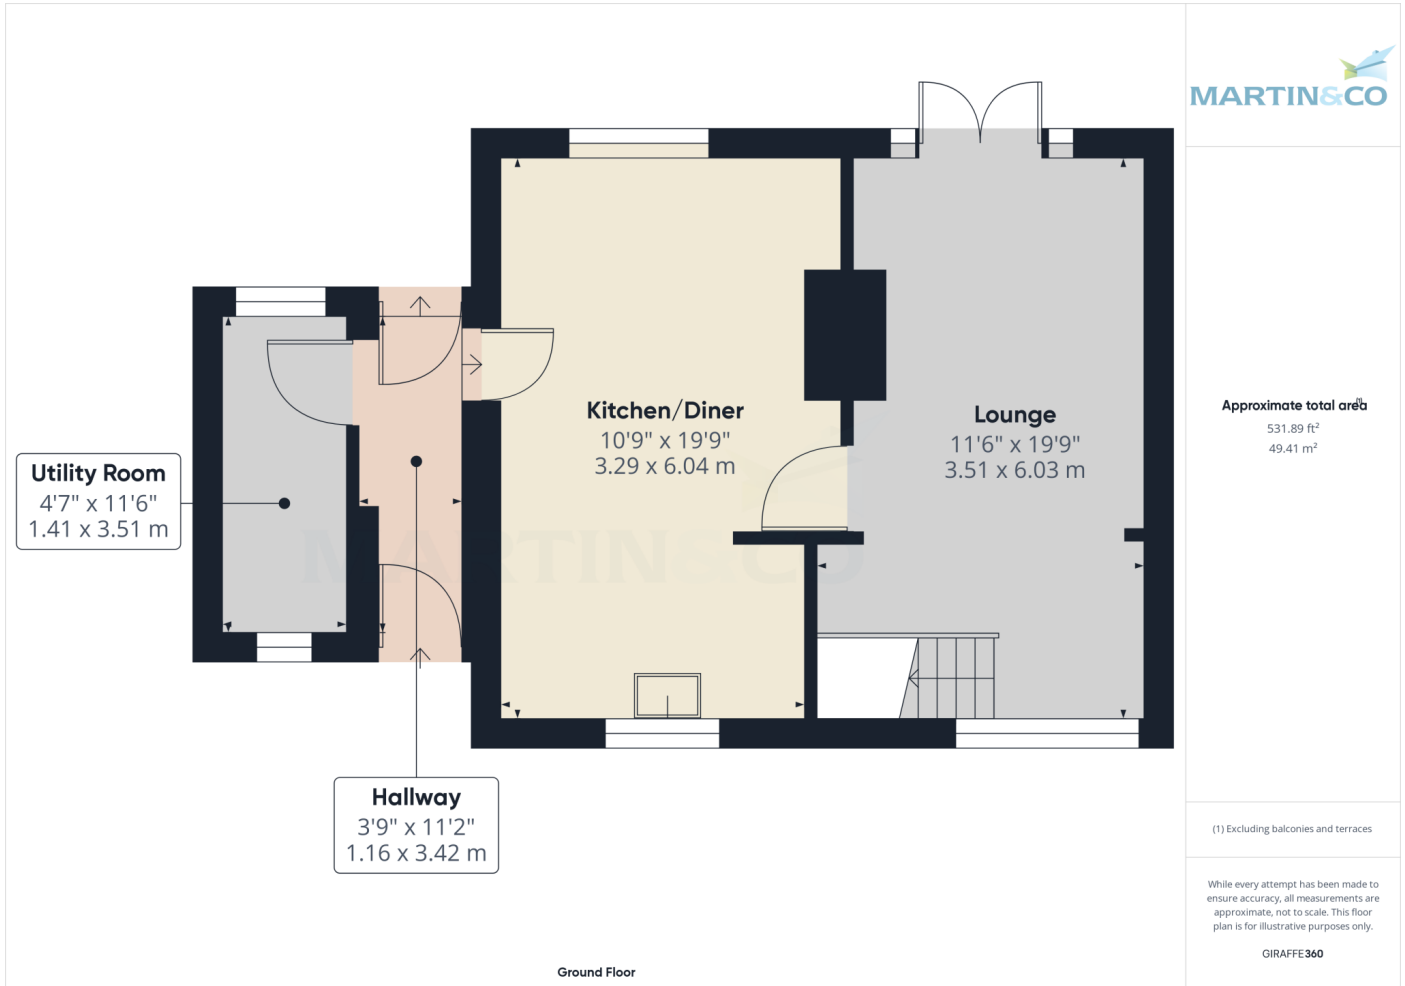 MARTIN&CO
Kitchen/Diner
10'9" x 19'9"
3.29 x 6.04 m
Lounge
11'6" x 19'9"
3.51 x 6.03 m
Utility Room
4'7" x 11'6"
1.41 x 3.51 m
MARTIN&CO
Hallway
3'9" x 11'2"
1.16 x 3.42 m
Ground Floor
Approximate total area(1)
531.89 ft²
49.41 m²
(1) Excluding balconies and terraces
While every attempt has been made to
ensure accuracy, all measurements are
approximate, not to scale. This floor
plan is for illustrative purposes only.
GIRAFFE360